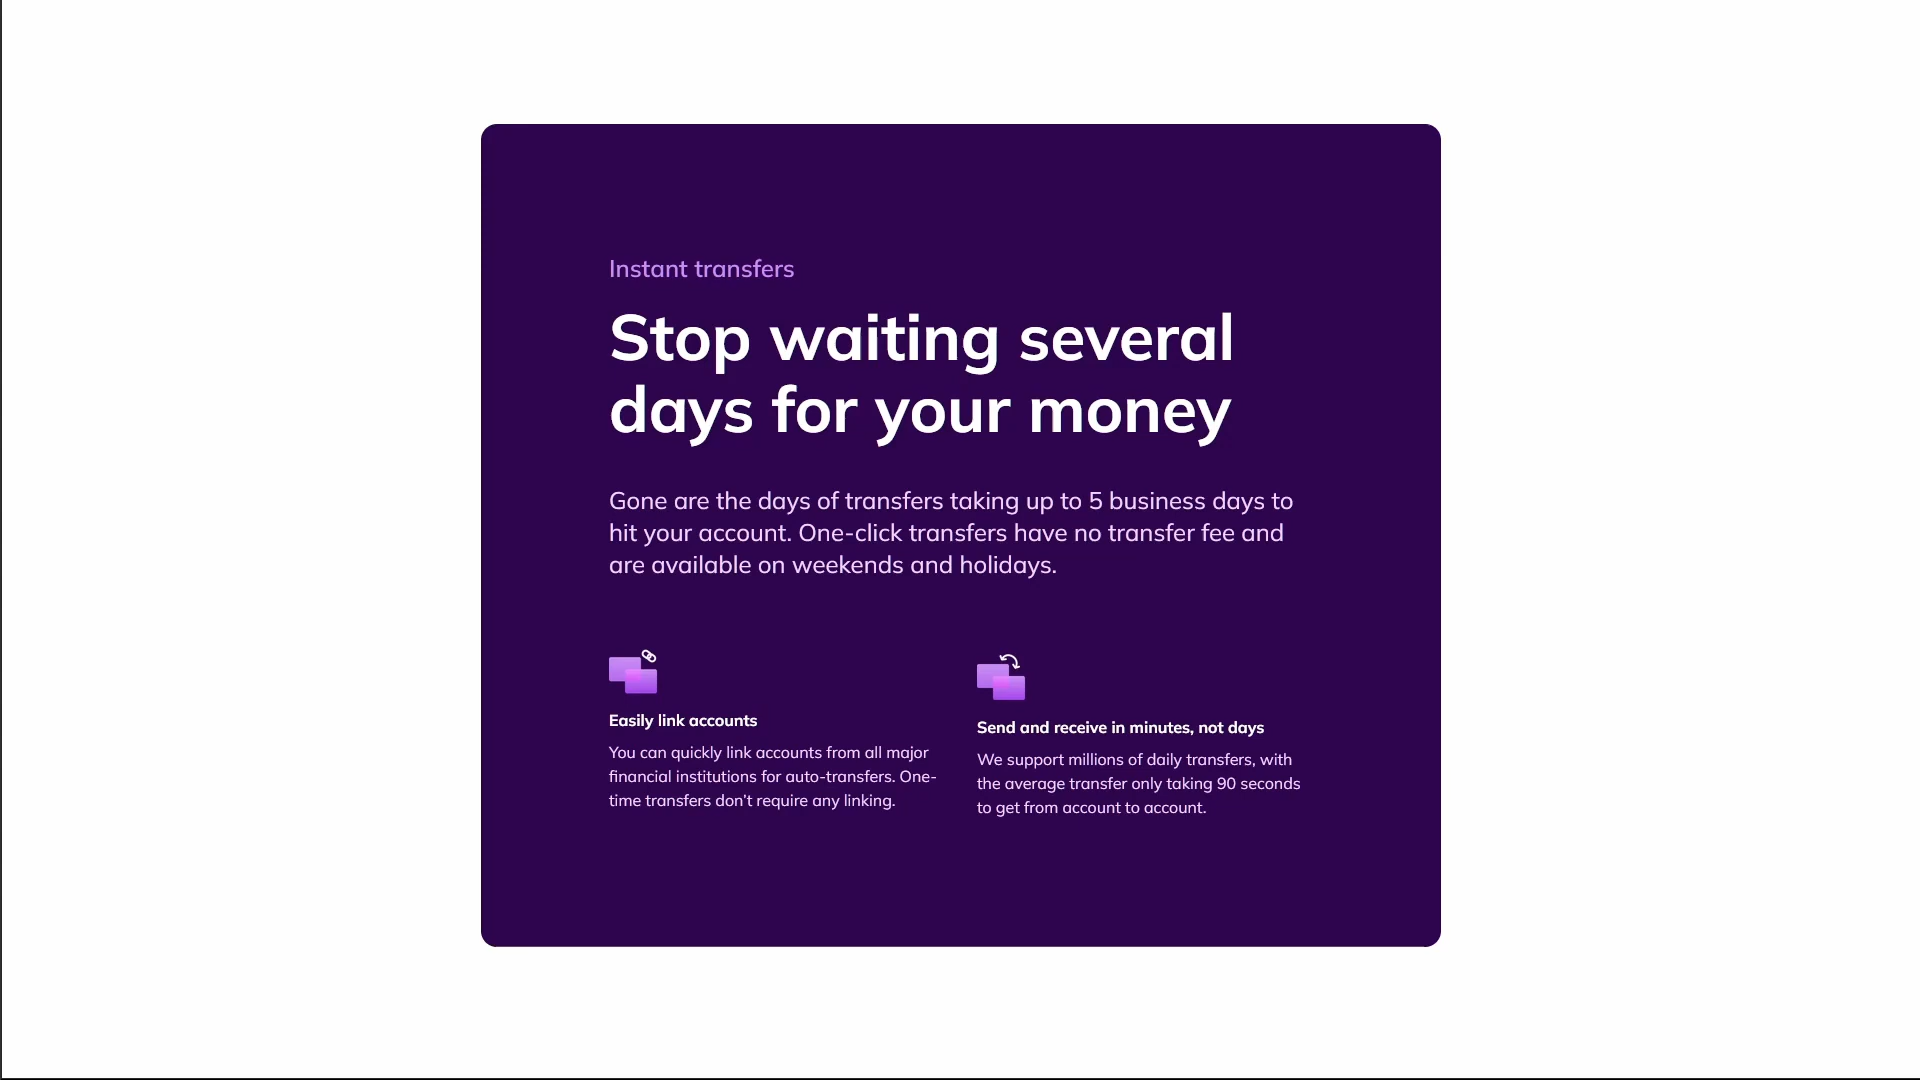 Instant transfers
Stop waiting several
days for your money
Gone are the days of transfers taking up to 5 business days to
hit your account. One-click transfers have no transfer fee and
are available on weekends and holidays.
Easily link accounts
You can quickly link accounts from all major
financial institutions for auto-transfers. One-
time transfers don't require any linking.
Send and receive in minutes, not days
We support millions of daily transfers, with
the average transfer only taking 90 seconds
to get from account to account.